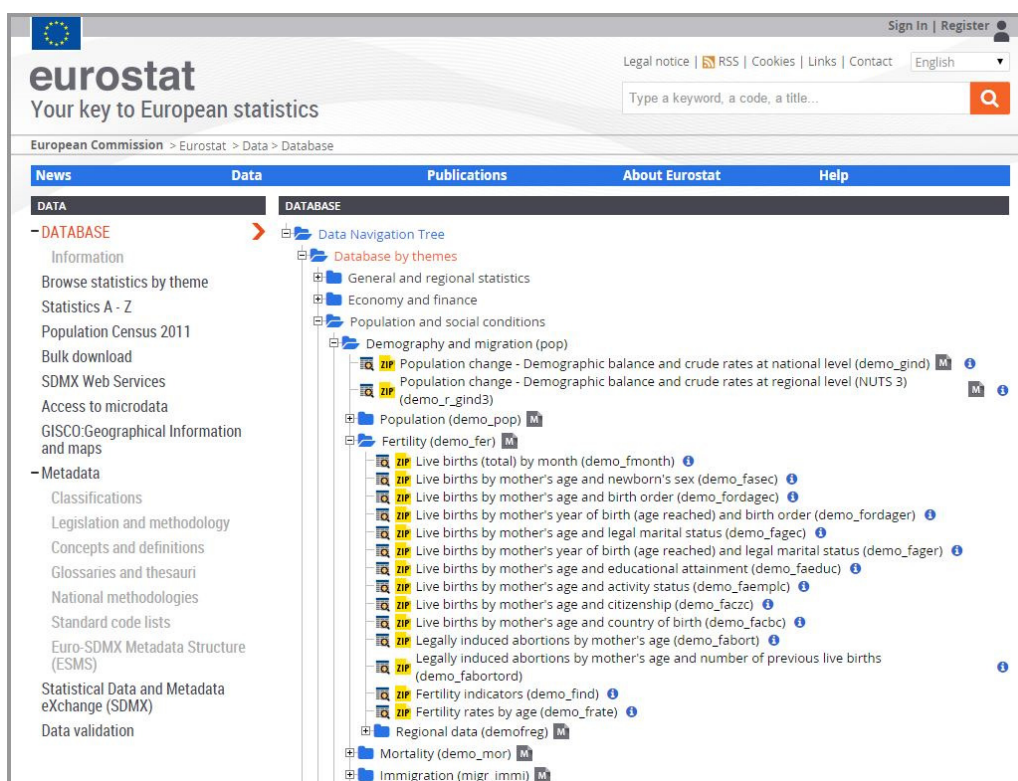 Sign In | Register
Legal notice | RSS | Cookies | Links | Contact
English
eurostat
Your key to European statistics
Type a keyword, a code, a title...
European Commission > Eurostat > Data > Database
News Data Publications About Eurostat Help
DATA
DATABASE
Information
Browse statistics by theme
Statistics A - Z
Population Census 2011
Bulk download
SDMX Web Services
Access to microdata
GISCO:Geographical Information
and maps
Metadata
Classifications
Legislation and methodology
Concepts and definitions
Glossaries and thesauri
National methodologies
Standard code lists
Euro-SDMX Metadata Structure
(ESMS)
Statistical Data and Metadata
eXchange (SDMX)
Data validation
DATABASE
Data Navigation Tree
Database by themes
General and regional statistics
Economy and finance
Population and social conditions
Demography and migration (pop)
ZIP Population change - Demographic balance and crude rates at national level (demo_gind) M
ZIP Population change - Demographic balance and crude rates at regional level (NUTS 3) M
(demo_r_gind3)
Population (demo_pop) M
Fertility (demo_fer) M
ZIP Live births (total) by month (demo_fmonth)
ZIP Live births by mother's age and newborn's sex (demo_fasec)
ZIP Live births by mother's age and birth order (demo_fordagec)
ZIP Live births by mother's year of birth (age reached) and birth order (demo_fordager)
ZIP Live births by mother's age and legal marital status (demo_fagec)
ZIP Live births by mother's year of birth (age reached) and legal marital status (demo_fager)
ZIP Live births by mother's age and educational attainment (demo_faeduc)
ZIP Live births by mother's age and activity status (demo_faemplc)
ZIP Live births by mother's age and citizenship (demo_faczc)
ZIP Live births by mother's age and country of birth (demo_facbc)
ZIP Legally induced abortions by mother's age (demo_fabort)
ZIP Legally induced abortions by mother's age and number of previous live births
(demo_fabortord)
ZIP Fertility indicators (demo_find)
ZIP Fertility rates by age (demo_frate)
Regional data (demofreg) M
Mortality (demo_mor) M
Immigration (migr_immi) M